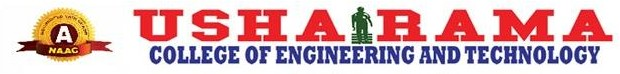 A
NAAC
USHA RAMA
COLLEGE OF ENGINEERING AND TECHNOLOGY